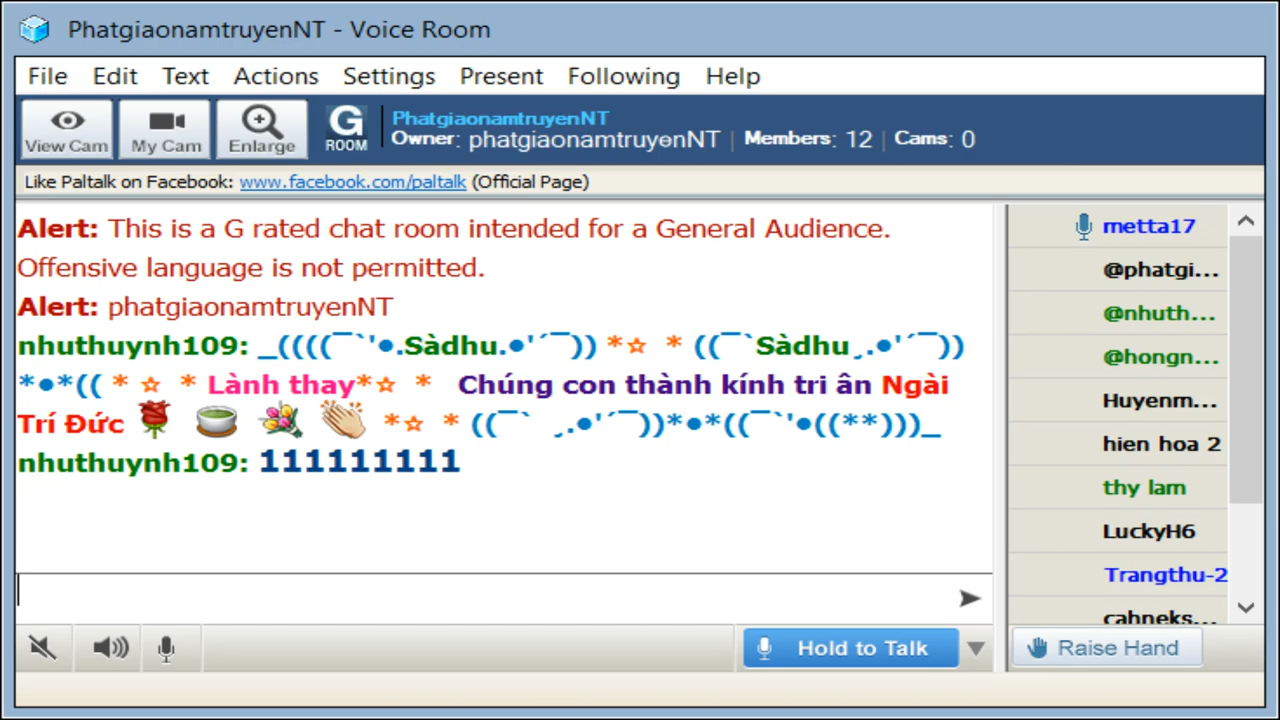 PhatgiaonamtruyenNT - Voice Room
File Edit Text Actions Settings Present Following Help
View Cam My Cam Enlarge G ROOM
PhatgiaonamtruyenNT
Owner: phatgiaonamtruyenNT | Members: 12 | Cams: 0
Like Paltalk on Facebook: www.facebook.com/paltalk (Official Page)
Alert: This is a G rated chat room intended for a General Audience.
Offensive language is not permitted.
Alert: phatgiaonamtruyenNT
nhuthuynh109: _((((¯`'•.Sàdhu.•'´¯)) *☆ * ((¯`Sàdhu¸.•'´¯))
*•*(( * ☆ * Lành thay*☆ * Chúng con thành kính tri ân Ngài
Trí Đức *☆ * ((¯` ¸.•'´¯))*•*((¯`'•((**)))_
nhuthuynh109: 111111111
metta17
@phatgi...
@nhuth...
@hongn...
Huyenm...
hien hoa 2
thy lam
LuckyH6
Trangthu-2
cahneks...
Hold to Talk
Raise Hand